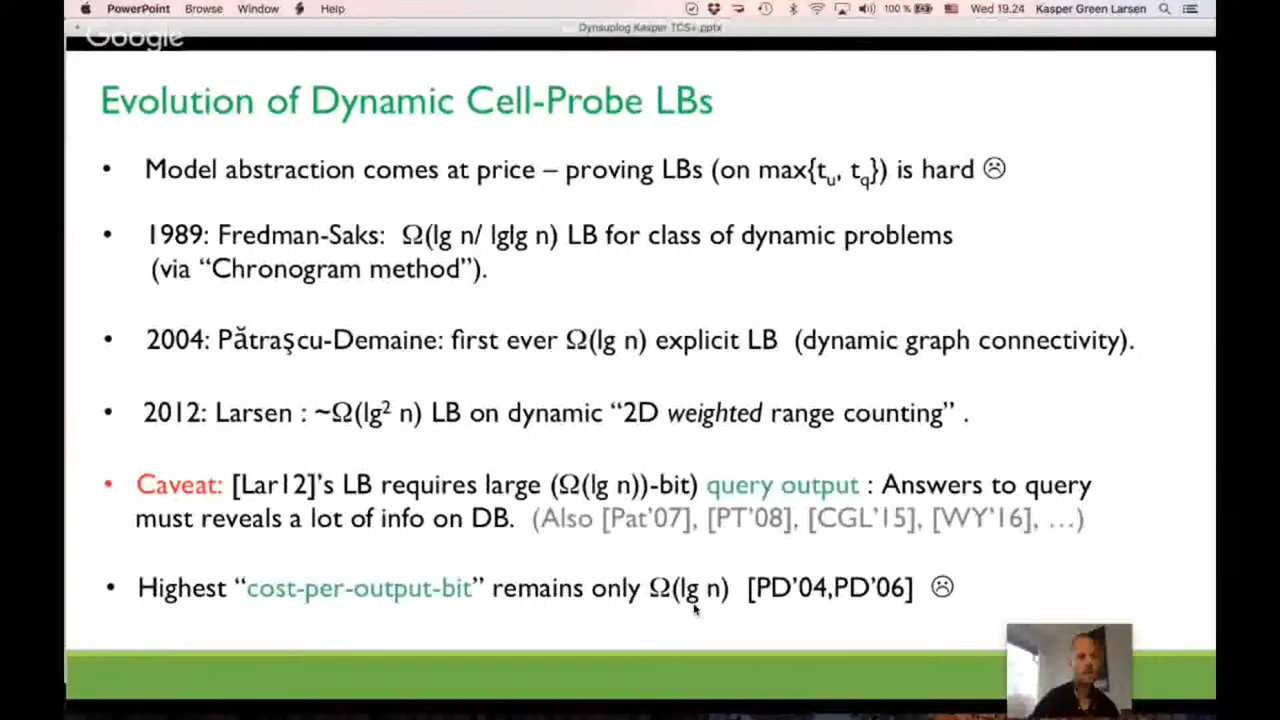 PowerPoint Browse Window Help 100 % Wed 19.24 Kasper Green Larsen
Google
Dynsuplog Kasper TCS+.pptx
Evolution of Dynamic Cell-Probe LBs
• Model abstraction comes at price – proving LBs (on max{tu, tq}) is hard ☹
• 1989: Fredman-Saks: Ω(lg n/ lglg n) LB for class of dynamic problems
(via “Chronogram method”).
• 2004: Pătraşcu-Demaine: first ever Ω(lg n) explicit LB (dynamic graph connectivity).
• 2012: Larsen : ~Ω(lg² n) LB on dynamic “2D weighted range counting” .
• Caveat: [Lar12]’s LB requires large (Ω(lg n))-bit) query output : Answers to query
must reveals a lot of info on DB. (Also [Pat’07], [PT’08], [CGL’15], [WY’16], …)
• Highest “cost-per-output-bit” remains only Ω(lg n) [PD’04,PD’06] ☹